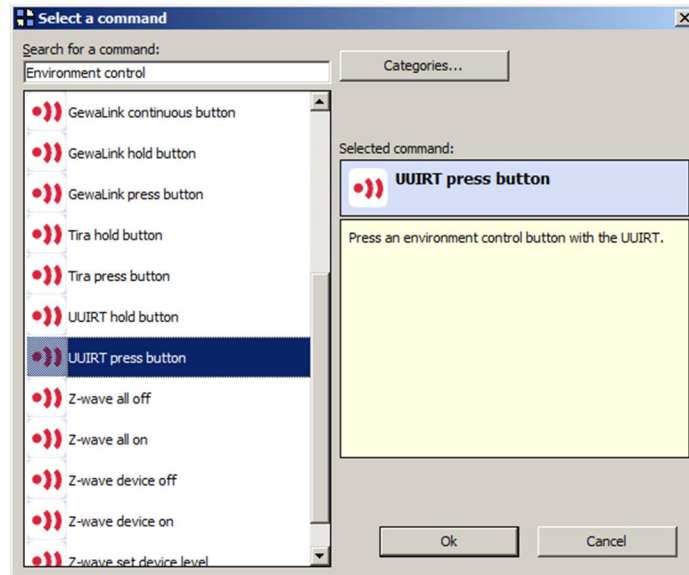 Select a command
Search for a command:
Environment control
Categories...
GewaLink continuous button
GewaLink hold button
GewaLink press button
Tira hold button
Tira press button
UUIRT hold button
UUIRT press button
Z-wave all off
Z-wave all on
Z-wave device off
Z-wave device on
Z-wave set device level
Selected command:
UUIRT press button
Press an environment control button with the UUIRT.
Ok
Cancel